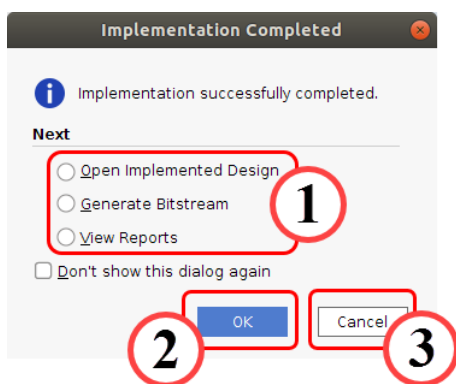 Implementation Completed
Implementation successfully completed.
Next
Open Implemented Design
Generate Bitstream
View Reports
1
Don't show this dialog again
OK
Cancel
2
3